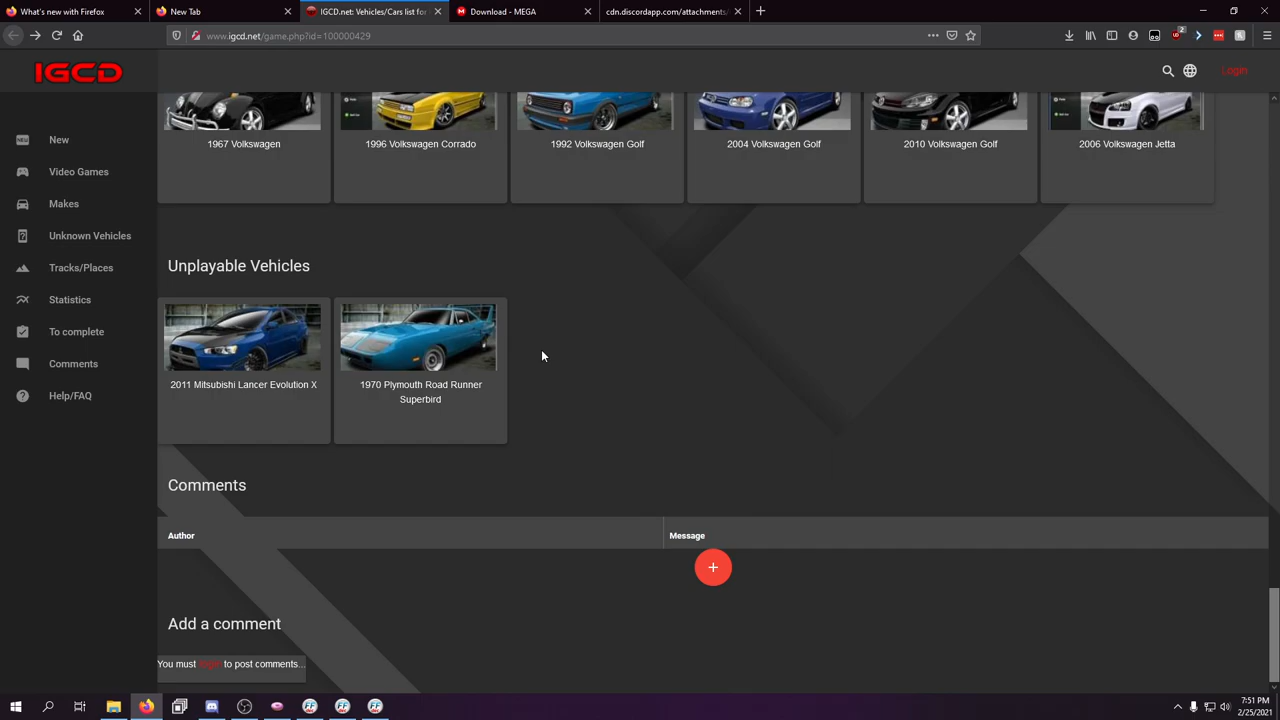 What's new with Firefox
New Tab
IGCD.net: Vehicles/Cars list for
Download - MEGA
cdn.discordapp.com/attachments/
www.igcd.net/game.php?id=100000429
2
IGCD
Login
New
Video Games
Makes
Unknown Vehicles
Tracks/Places
Statistics
To complete
Comments
Help/FAQ
1967 Volkswagen
1996 Volkswagen Corrado
1992 Volkswagen Golf
2004 Volkswagen Golf
2010 Volkswagen Golf
2006 Volkswagen Jetta
Unplayable Vehicles
2011 Mitsubishi Lancer Evolution X
1970 Plymouth Road Runner
Superbird
Comments
Author
Message
+
Add a comment
You must login to post comments...
FF
FF
FF
7:51 PM
2/25/2021